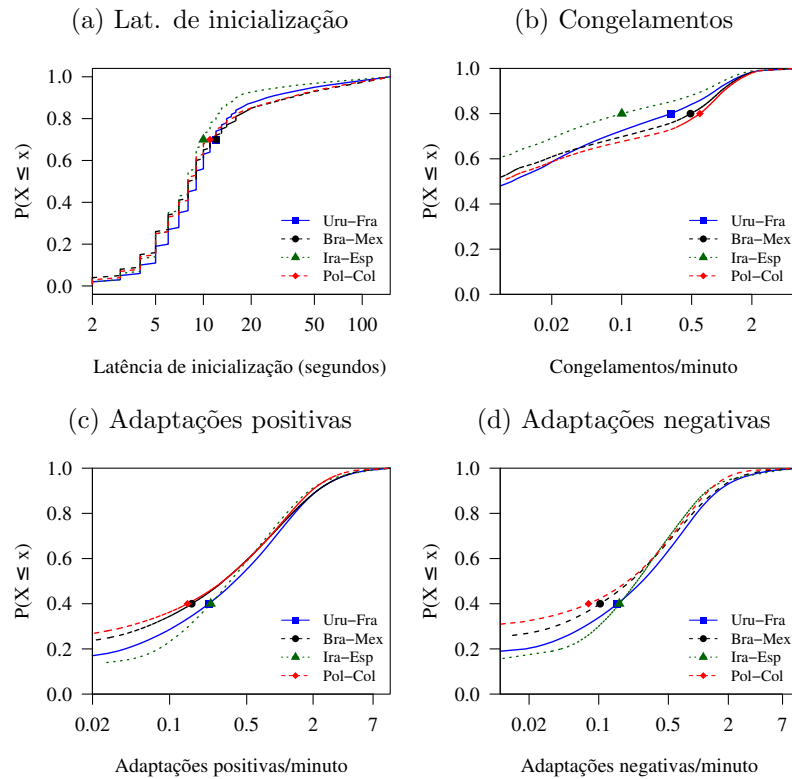 (a) Lat. de inicialização
(b) Congelamentos
P(X ≤ x)
1.0
0.8
0.6
0.4
0.2
0.0
Uru−Fra
Bra−Mex
Ira−Esp
Pol−Col
2 5 10 20 50 100
Latência de inicialização (segundos)
P(X ≤ x)
1.0
0.8
0.6
0.4
0.2
0.0
Uru−Fra
Bra−Mex
Ira−Esp
Pol−Col
0.02 0.1 0.5 2
Congelamentos/minuto
(c) Adaptações positivas
(d) Adaptações negativas
P(X ≤ x)
1.0
0.8
0.6
0.4
0.2
0.0
Uru−Fra
Bra−Mex
Ira−Esp
Pol−Col
0.02 0.1 0.5 2 7
Adaptações positivas/minuto
P(X ≤ x)
1.0
0.8
0.6
0.4
0.2
0.0
Uru−Fra
Bra−Mex
Ira−Esp
Pol−Col
0.02 0.1 0.5 2 7
Adaptações negativas/minuto